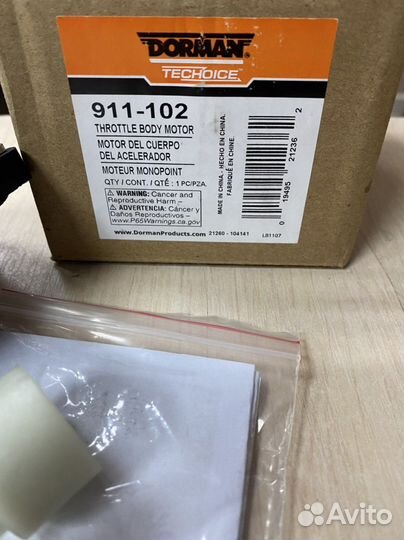 DORMAN®
TECHOICE™
911-102
THROTTLE BODY MOTOR
MOTOR DEL CUERPO
DEL ACELERADOR
MOTEUR MONOPOINT
QTY / CONT. / QTÉ : 1 PC/PZA.
⚠ WARNING: Cancer and
Reproductive Harm –
⚠ ADVERTENCIA: Cáncer y
Daños Reproductivos –
www.P65Warnings.ca.gov
www.DormanProducts.com
21260 - 104141
LB1107
MADE IN CHINA. - HECHO EN CHINA.
FABRIQUÉ EN CHINE.
0 19495 21236 2
Avito